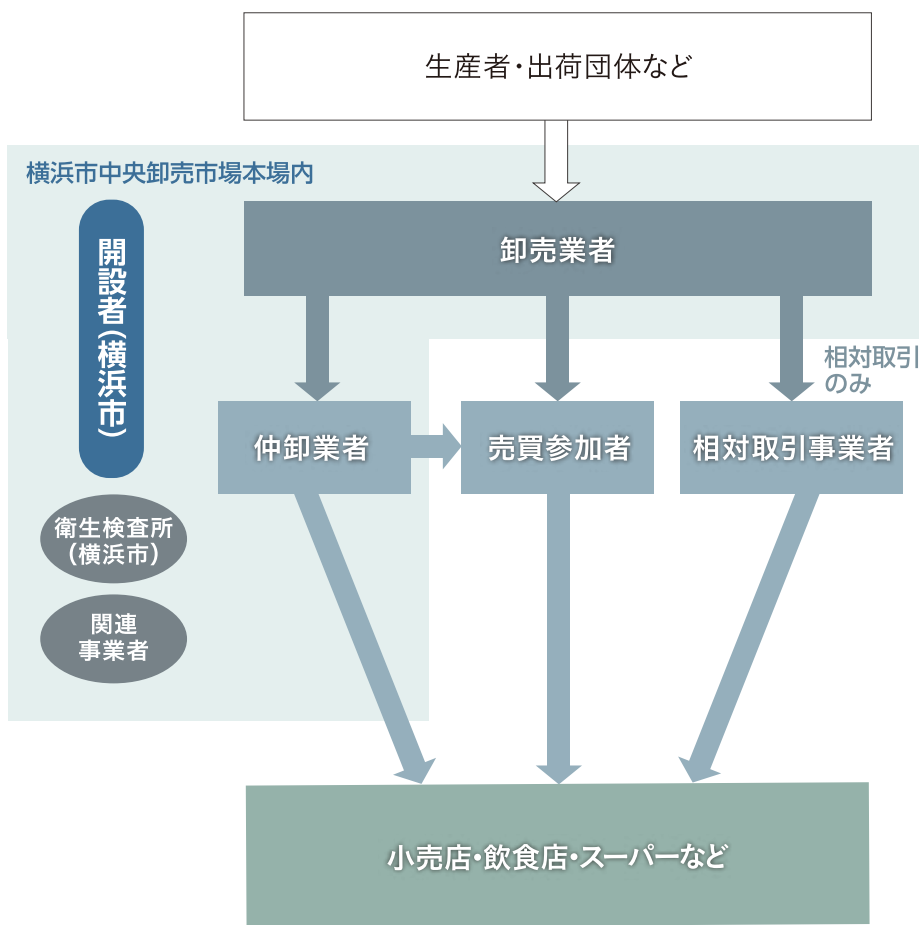 生産者・出荷団体など
横浜市中央卸売市場本場内
開設者(横浜市)
卸売業者
相対取引
のみ
仲卸業者
売買参加者
相対取引事業者
衛生検査所
(横浜市)
関連
事業者
小売店・飲食店・スーパーなど